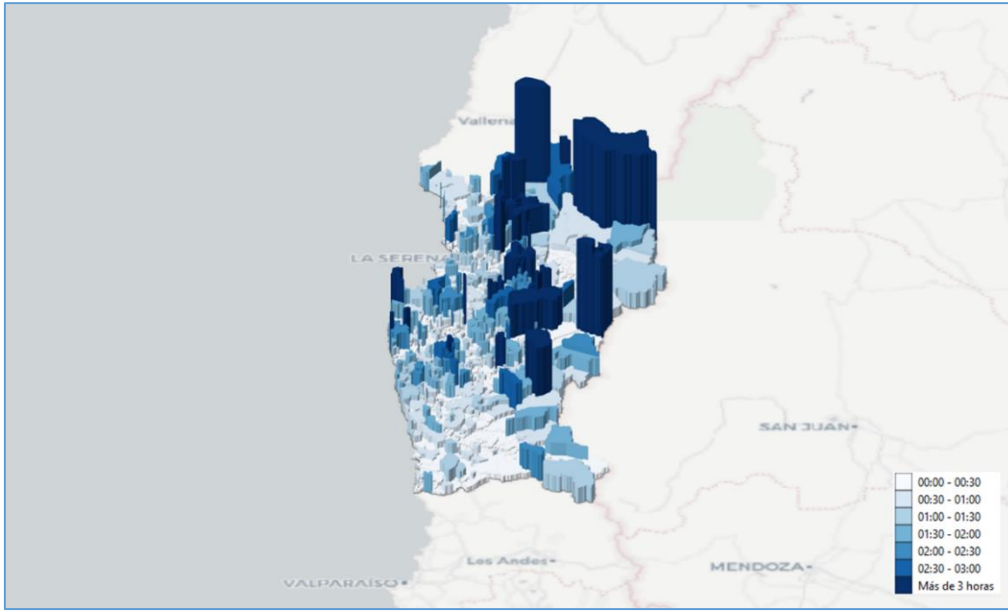 Vallena
LA SERENA
SAN JUÁN
Los Andes
MENDOZA
VALPARAÍSO
00:00 - 00:30
00:30 - 01:00
01:00 - 01:30
01:30 - 02:00
02:00 - 02:30
02:30 - 03:00
Más de 3 horas